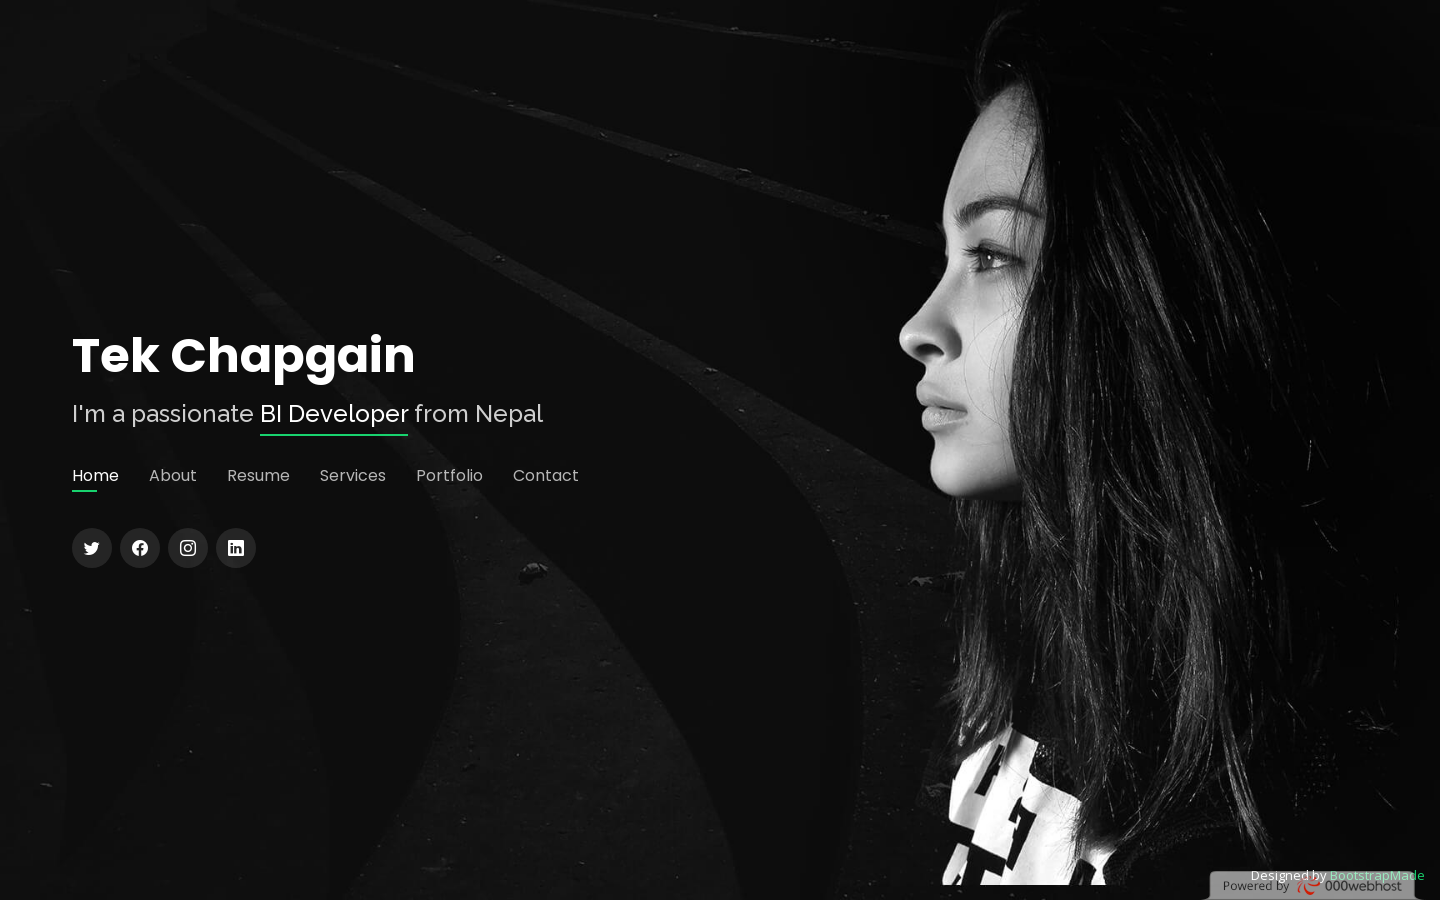 Tek Chapgain
I'm a passionate BI Developer from Nepal
Home About Resume Services Portfolio Contact
Designed by BootstrapMade
Powered by 000webhost